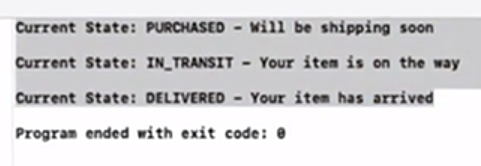 Current State: PURCHASED - Will be shipping soon
Current State: IN_TRANSIT - Your item is on the way
Current State: DELIVERED - Your item has arrived
Program ended with exit code: 0